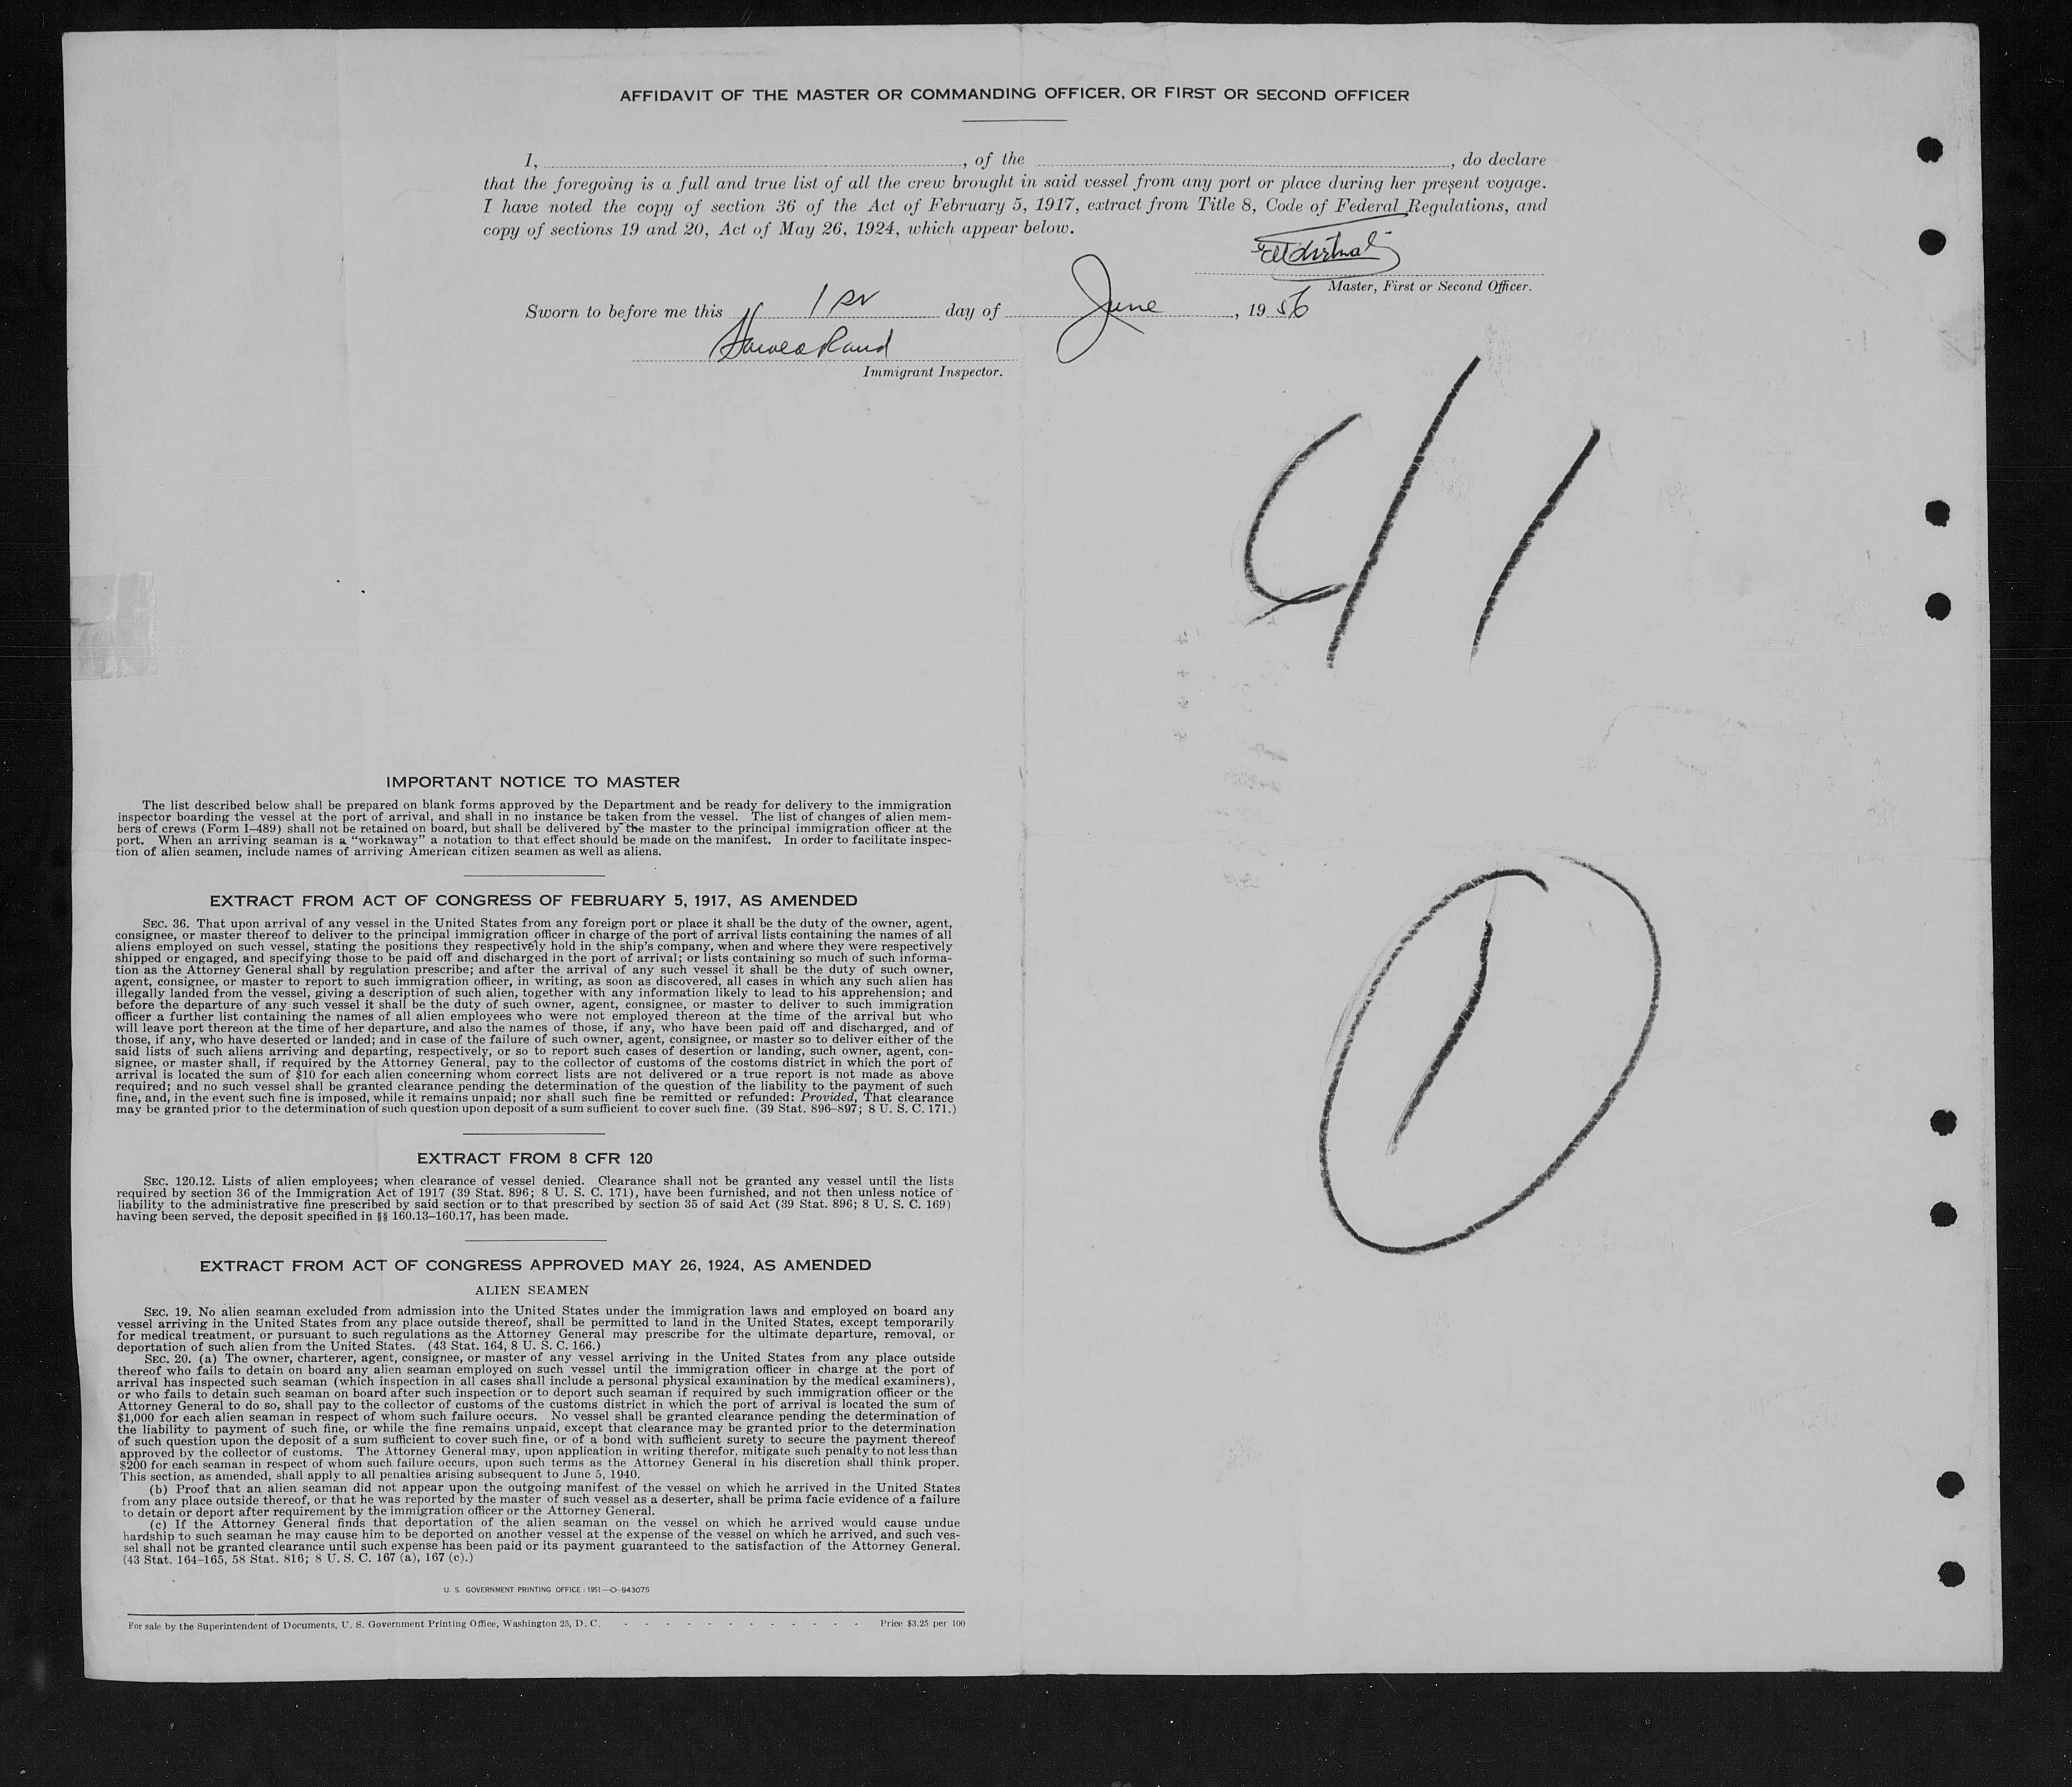 AFFIDAVIT OF THE MASTER OR COMMANDING OFFICER, OR FIRST OR SECOND OFFICER
I, , of the , do declare
that the foregoing is a full and true list of all the crew brought in said vessel from any port or place during her present voyage.
I have noted the copy of section 36 of the Act of February 5, 1917, extract from Title 8, Code of Federal Regulations, and
copy of sections 19 and 20, Act of May 26, 1924, which appear below.
Master, First or Second Officer.
Sworn to before me this 1 day of June, 1956
Immigrant Inspector.
41
1
IMPORTANT NOTICE TO MASTER
The list described below shall be prepared on blank forms approved by the Department and be ready for delivery to the immigration
inspector boarding the vessel at the port of arrival, and shall in no instance be taken from the vessel. The list of changes of alien mem-
bers of crews (Form I–489) shall not be retained on board, but shall be delivered by the master to the principal immigration officer at the
port. When an arriving seaman is a “workaway” a notation to that effect should be made on the manifest. In order to facilitate inspec-
tion of alien seamen, include names of arriving American citizen seamen as well as aliens.
EXTRACT FROM ACT OF CONGRESS OF FEBRUARY 5, 1917, AS AMENDED
SEC. 36. That upon arrival of any vessel in the United States from any foreign port or place it shall be the duty of the owner, agent,
consignee, or master thereof to deliver to the principal immigration officer in charge of the port of arrival lists containing the names of all
aliens employed on such vessel, stating the positions they respectively hold in the ship's company, when and where they were respectively
shipped or engaged, and specifying those to be paid off and discharged in the port of arrival; or lists containing so much of such informa-
tion as the Attorney General shall by regulation prescribe; and after the arrival of any such vessel it shall be the duty of such owner,
agent, consignee, or master to report to such immigration officer, in writing, as soon as discovered, all cases in which any such alien has
illegally landed from the vessel, giving a description of such alien, together with any information likely to lead to his apprehension; and
before the departure of any such vessel it shall be the duty of such owner, agent, consignee, or master to deliver to such immigration
officer a further list containing the names of all alien employees who were not employed thereon at the time of the arrival but who
will leave port thereon at the time of her departure, and also the names of those, if any, who have been paid off and discharged, and of
those, if any, who have deserted or landed; and in case of the failure of such owner, agent, consignee, or master so to deliver either of the
said lists of such aliens arriving and departing, respectively, or so to report such cases of desertion or landing, such owner, agent, con-
signee, or master shall, if required by the Attorney General, pay to the collector of customs of the costoms district in which the port of
arrival is located the sum of $10 for each alien concerning whom correct lists are not delivered or a true report is not made as above
required; and no such vessel shall be granted clearance pending the determination of the question of the liability to the payment of such
fine, and, in the event such fine is imposed, while it remains unpaid; nor shall such fine be remitted or refunded: Provided, That clearance
may be granted prior to the determination of such question upon deposit of a sum sufficient to cover such fine. (39 Stat. 896–897; 8 U. S. C. 171.)
EXTRACT FROM 8 CFR 120
SEC. 120.12. Lists of alien employees; when clearance of vessel denied. Clearance shall not be granted any vessel until the lists
required by section 36 of the Immigration Act of 1917 (39 Stat. 896; 8 U. S. C. 171), have been furnished, and not then unless notice of
liability to the administrative fine prescribed by said section or to that prescribed by section 35 of said Act (39 Stat. 896; 8 U. S. C. 169)
having been served, the deposit specified in §§ 160.13–160.17, has been made.
EXTRACT FROM ACT OF CONGRESS APPROVED MAY 26, 1924, AS AMENDED
ALIEN SEAMEN
SEC. 19. No alien seaman excluded from admission into the United States under the immigration laws and employed on board any
vessel arriving in the United States from any place outside thereof, shall be permitted to land in the United States, except temporarily
for medical treatment, or pursuant to such regulations as the Attorney General may prescribe for the ultimate departure, removal, or
deportation of such alien from the United States. (43 Stat. 164, 8 U. S. C. 166.)
SEC. 20. (a) The owner, charterer, agent, consignee, or master of any vessel arriving in the United States from any place outside
thereof who fails to detain on board any alien seaman employed on such vessel until the immigration officer in charge at the port of
arrival has inspected such seaman (which inspection in all cases shall include a personal physical examination by the medical examiners),
or who fails to detain such seaman on board after such inspection or to deport such seaman if required by such immigration officer or the
Attorney General to do so, shall pay to the collector of customs of the customs district in which the port of arrival is located the sum of
$1,000 for each alien seaman in respect of whom such failure occurs. No vessel shall be granted clearance pending the determination of
the liability to payment of such fine, or while the fine remains unpaid, except that clearance may be granted prior to the determination
of such question upon the deposit of a sum sufficient to cover such fine, or of a bond with sufficient surety to secure the payment thereof
approved by the collector of customs. The Attorney General may, upon application in writing therefor, mitigate such penalty to not less than
$200 for each seaman in respect of whom such failure occurs, upon such terms as the Attorney General in his discretion shall think proper.
This section, as amended, shall apply to all penalties arising subsequent to June 5, 1940.
(b) Proof that an alien seaman did not appear upon the outgoing manifest of the vessel on which he arrived in the United States
from any place outside thereof, or that he was reported by the master of such vessel as a deserter, shall be prima facie evidence of a failure
to detain or deport after requirement by the immigration officer or the Attorney General.
(c) If the Attorney General finds that deportation of the alien seaman on the vessel on which he arrived would cause undue
hardship to such seaman he may cause him to be deported on another vessel at the expense of the vessel on which he arrived, and such ves-
sel shall not be granted clearance until such expense has been paid or its payment guaranteed to the satisfaction of the Attorney General.
(43 Stat. 164–165, 58 Stat. 816; 8 U. S. C. 167 (a), 167 (c).)
U. S. GOVERNMENT PRINTING OFFICE : 1951—O-943075
For sale by the Superintendent of Documents, U. S. Government Printing Office, Washington 25, D. C. - - - - - - - - - - - - Price $3.25 per 100